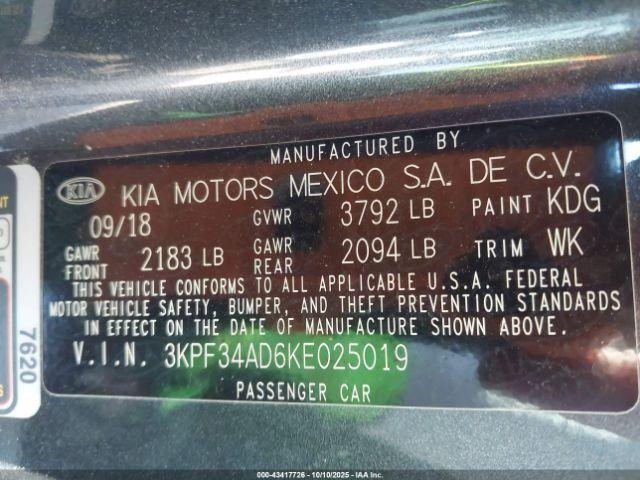 MANUFACTURED BY
KIA KIA MOTORS MEXICO S.A. DE C.V.
09/18 GVWR 3792 LB PAINT KDG
GAWR FRONT 2183 LB GAWR REAR 2094 LB TRIM WK
THIS VEHICLE CONFORMS TO ALL APPLICABLE U.S.A. FEDERAL
MOTOR VEHICLE SAFETY, BUMPER, AND THEFT PREVENTION STANDARDS
IN EFFECT ON THE DATE OF MANUFACTURE SHOWN ABOVE.
V.I.N. 3KPF34AD6KE025019
PASSENGER CAR
7620
000-43417726 - 10/10/2025 - IAAI.COM